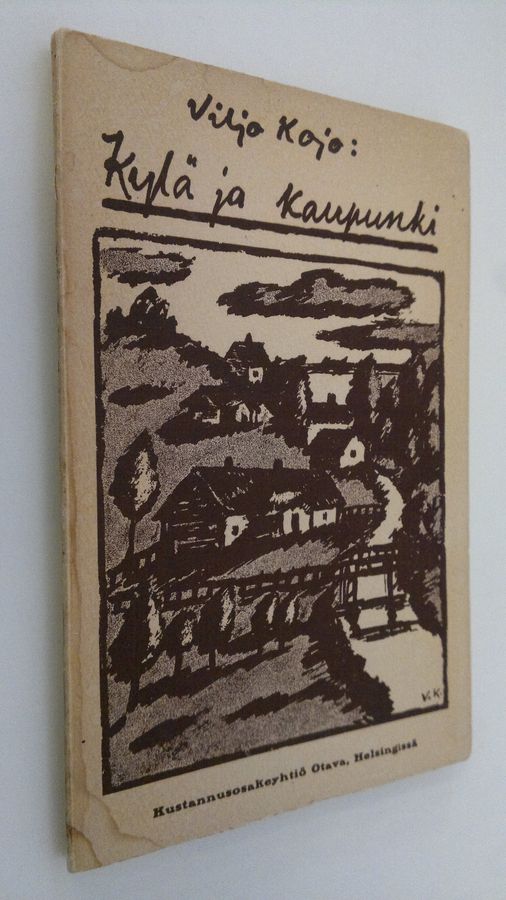 Viljo Kojo:
Kylä ja kaupunki
V.K.
Kustannusosakeyhtiö Otava, Helsingissä